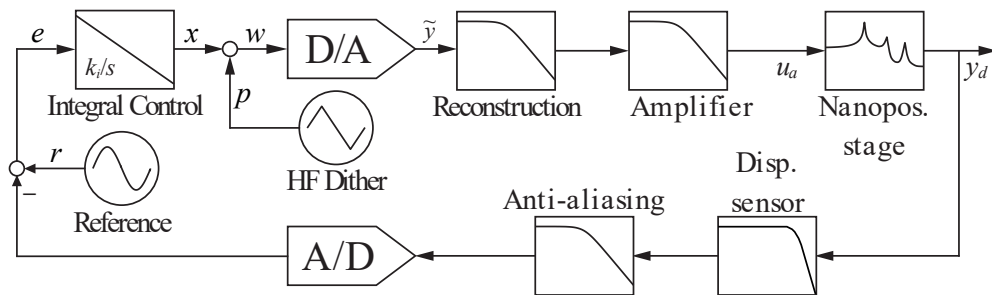 e
k_i/s
Integral Control
x
w
p
D/A
ỹ
Reconstruction
Amplifier
u_a
Nanopos.
stage
y_d
HF Dither
r
Reference
−
A/D
Anti-aliasing
Disp.
sensor